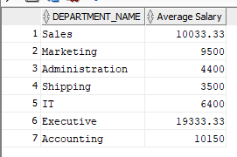 DEPARTMENT_NAME Average Salary
1 Sales 10033.33
2 Marketing 9500
3 Administration 4400
4 Shipping 3500
5 IT 6400
6 Executive 19333.33
7 Accounting 10150